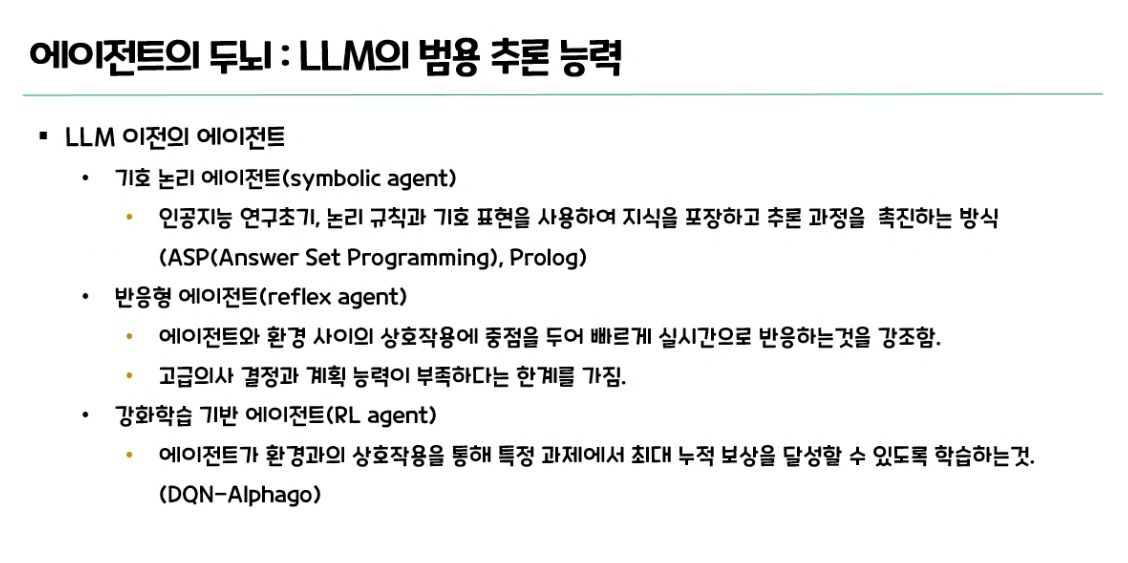 에이전트의 두뇌 : LLM의 범용 추론 능력
▪ LLM 이전의 에이전트
• 기호 논리 에이전트(symbolic agent)
• 인공지능 연구초기, 논리 규칙과 기호 표현을 사용하여 지식을 포장하고 추론 과정을 촉진하는 방식
(ASP(Answer Set Programming), Prolog)
• 반응형 에이전트(reflex agent)
• 에이전트와 환경 사이의 상호작용에 중점을 두어 빠르게 실시간으로 반응하는것을 강조함.
• 고급의사 결정과 계획 능력이 부족하다는 한계를 가짐.
• 강화학습 기반 에이전트(RL agent)
• 에이전트가 환경과의 상호작용을 통해 특정 과제에서 최대 누적 보상을 달성할 수 있도록 학습하는것.
(DQN-Alphago)